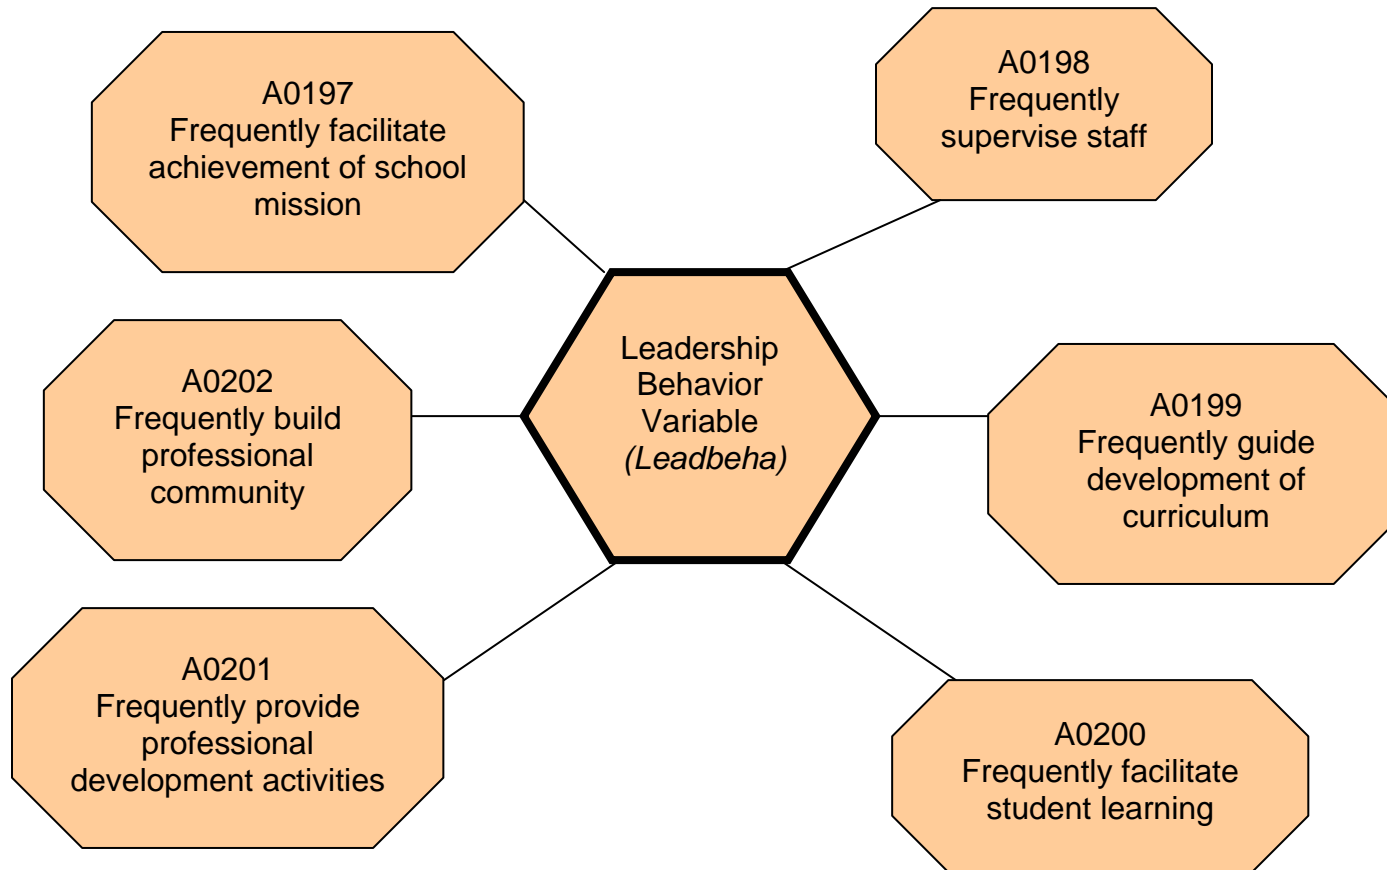 A0197
Frequently facilitate
achievement of school
mission
A0198
Frequently
supervise staff
Leadership
Behavior
Variable
(Leadbeha)
A0202
Frequently build
professional
community
A0199
Frequently guide
development of
curriculum
A0201
Frequently provide
professional
development activities
A0200
Frequently facilitate
student learning